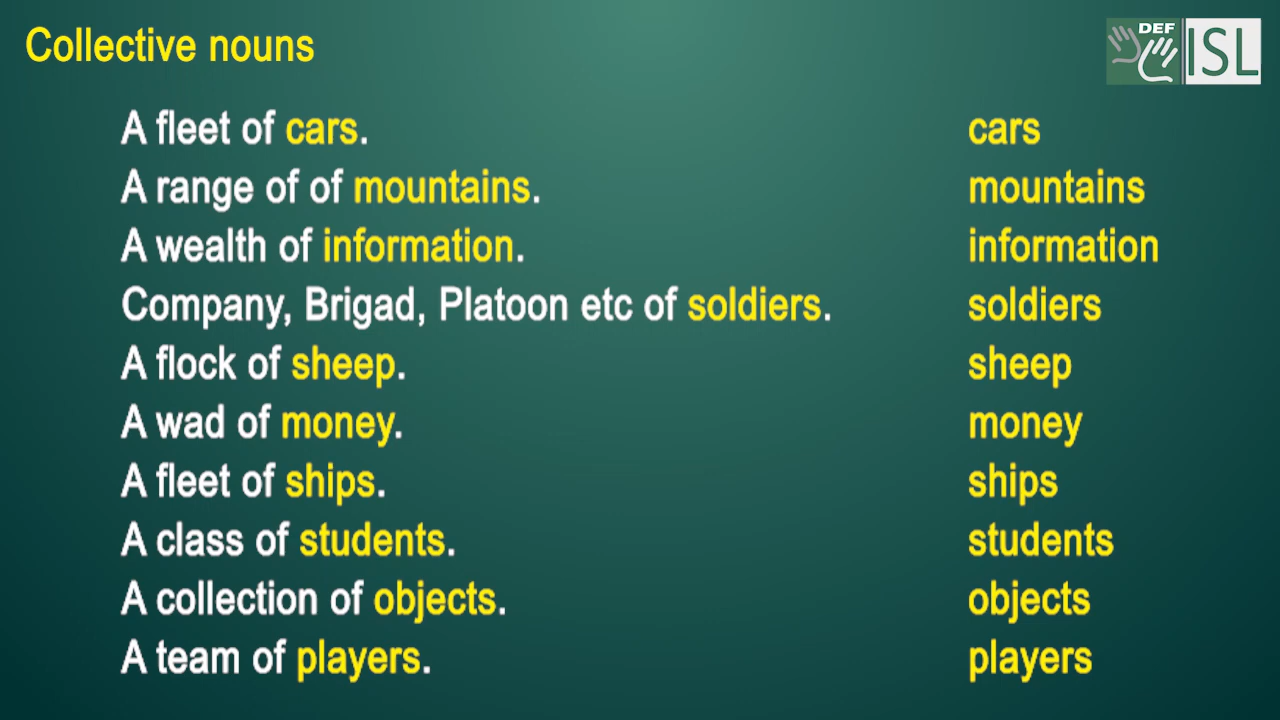 Collective nouns
DEF
ISL
A fleet of cars. cars
A range of of mountains. mountains
A wealth of information. information
Company, Brigad, Platoon etc of soldiers. soldiers
A flock of sheep. sheep
A wad of money. money
A fleet of ships. ships
A class of students. students
A collection of objects. objects
A team of players. players